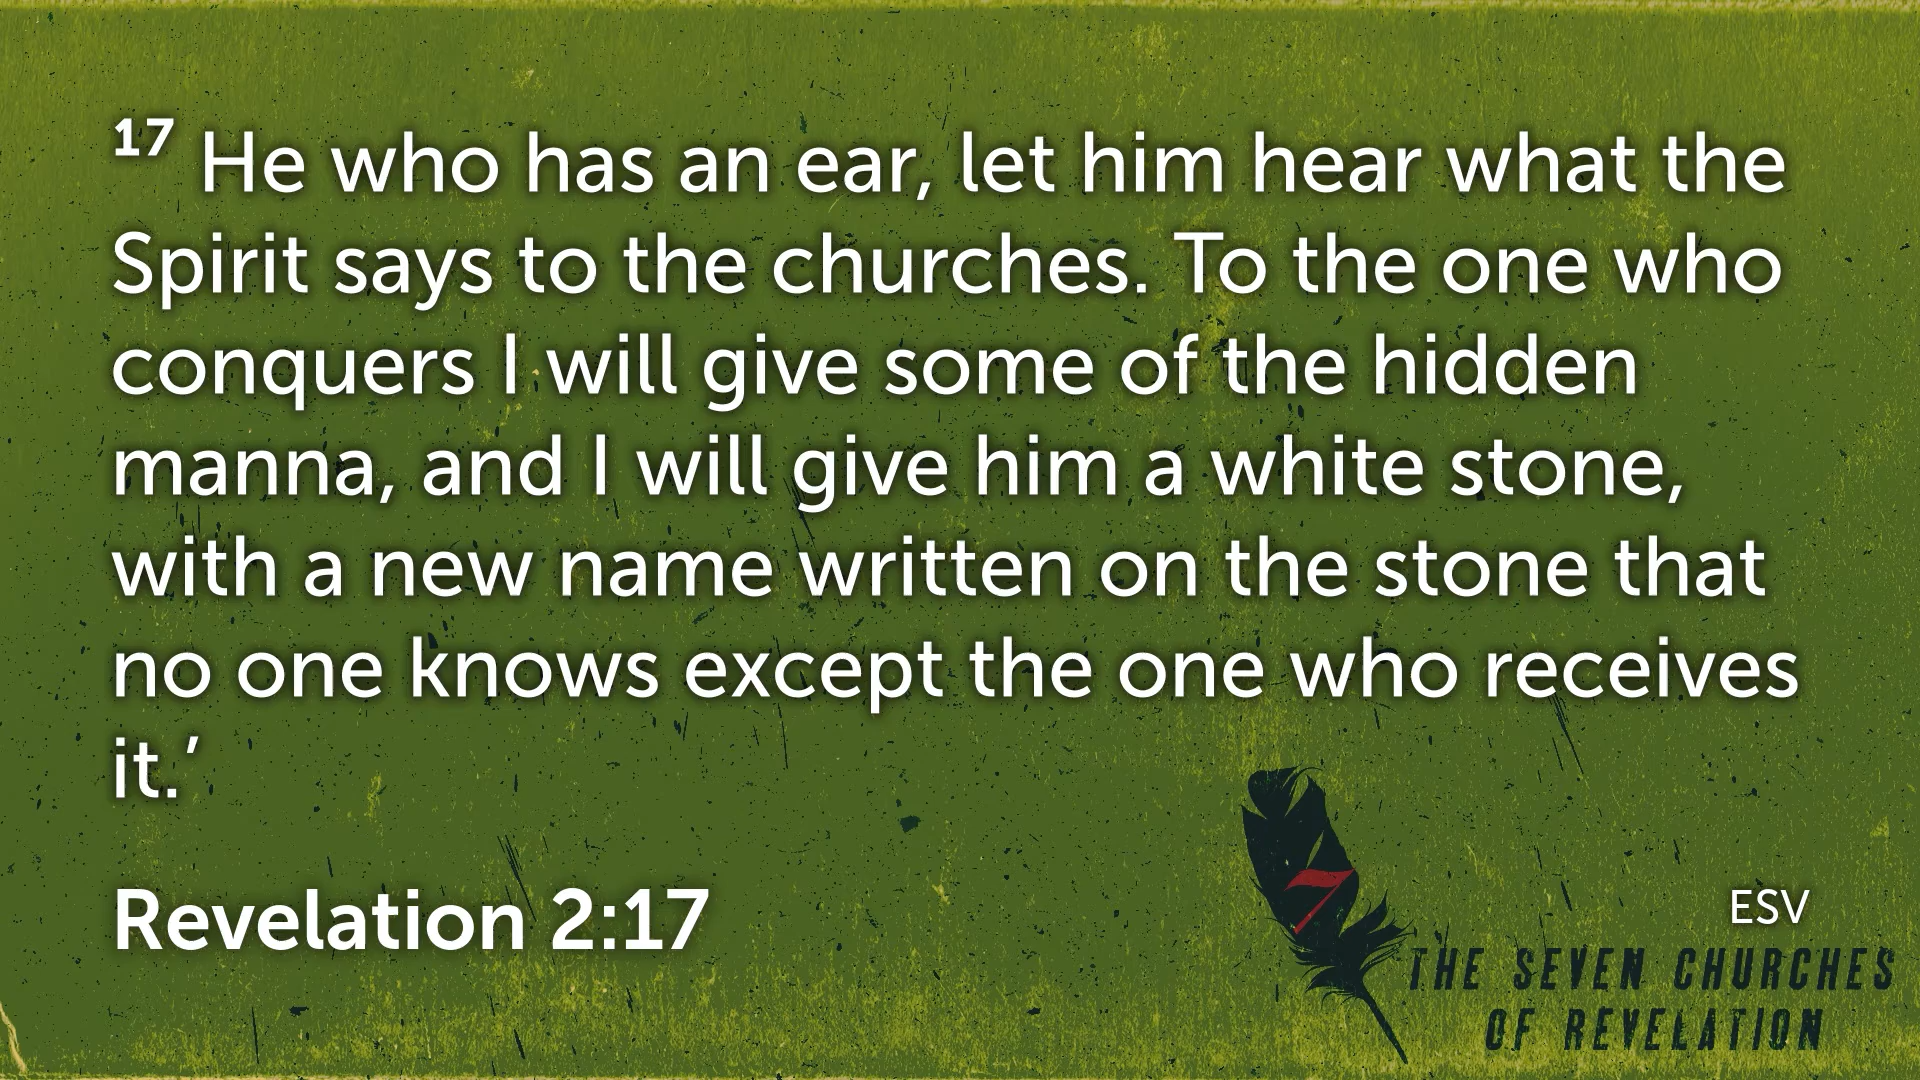 17 He who has an ear, let him hear what the
Spirit says to the churches. To the one who
conquers I will give some of the hidden
manna, and I will give him a white stone,
with a new name written on the stone that
no one knows except the one who receives
it.’
Revelation 2:17
ESV
7
THE SEVEN CHURCHES
OF REVELATION